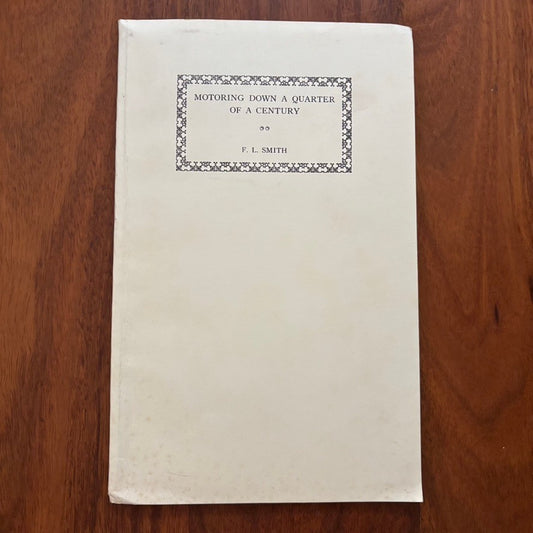 MOTORING DOWN A QUARTER
OF A CENTURY
F. L. SMITH